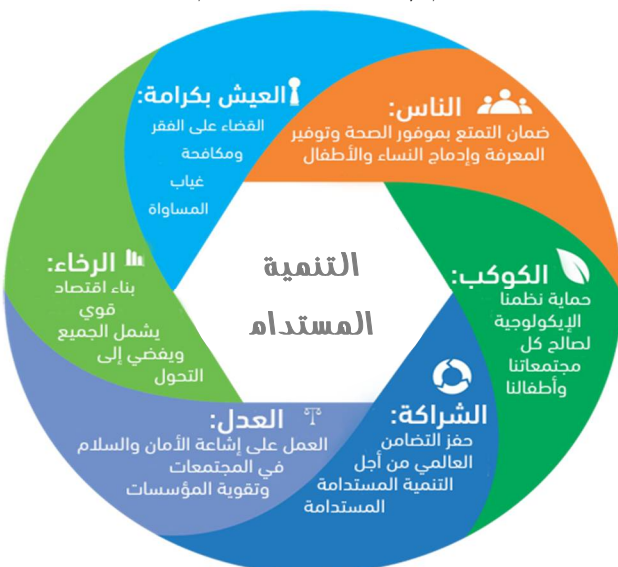 العيش بكرامة:
القضاء على الفقر
ومكافحة
غياب
المساواة
الناس:
ضمان التمتع بموفور الصحة وتوفير
المعرفة وإدماج النساء والأطفال
الكوكب:
حماية نظمنا
الإيكولوجية
لصالح كل
مجتمعاتنا
وأطفالنا
الشراكة:
حفز التضامن
العالمي من أجل
التنمية المستدامة
المستدامة
العدل:
العمل على إشاعة الأمان والسلام
في المجتمعات
وتقوية المؤسسات
الرخاء:
بناء اقتصاد
قوي
يشمل الجميع
ويفضي إلى
التحول
التنمية
المستدام